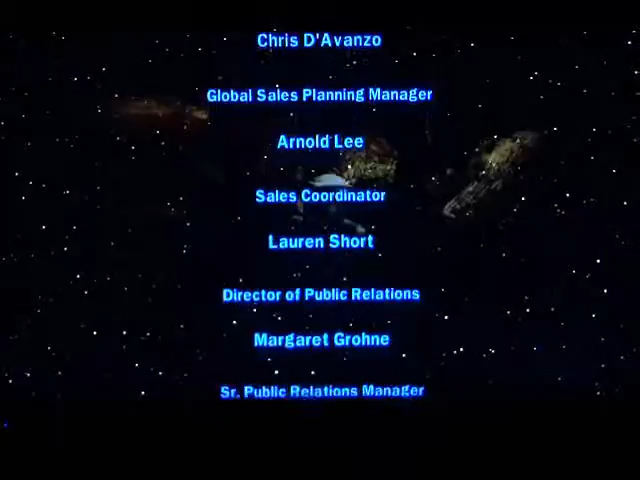 Chris D'Avanzo
Global Sales Planning Manager
Arnold Lee
Sales Coordinator
Lauren Short
Director of Public Relations
Margaret Grohne
Sr. Public Relations Manager